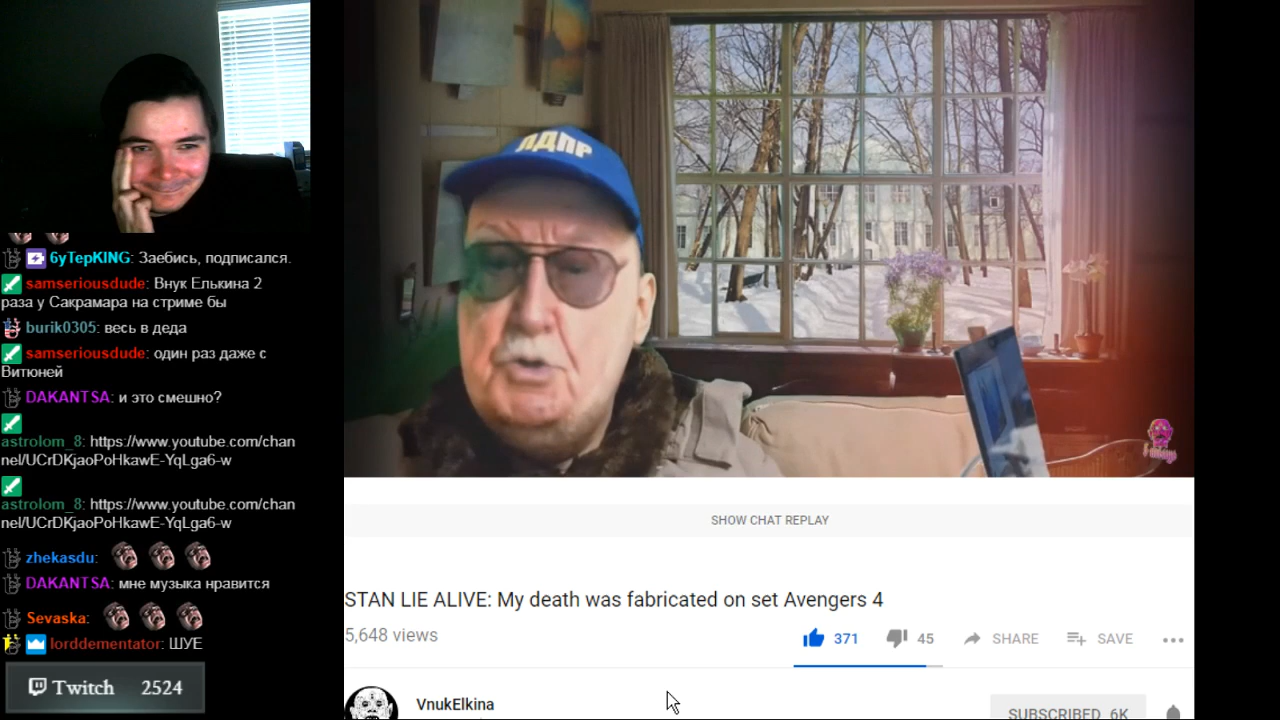 6yTepKING: Заебись, подписался.
samseriousdude: Внук Елькина 2
раза у Сакрамара на стриме бы
burik0305: весь в деда
samseriousdude: один раз даже с
Витюней
DAKANTSA: и это смешно?
astrolom_8: https://www.youtube.com/chan
nel/UCrDKjaoPoHkawE-YqLga6-w
astrolom_8: https://www.youtube.com/chan
nel/UCrDKjaoPoHkawE-YqLga6-w
zhekasdu:
DAKANTSA: мне музыка нравится
Sevaska:
lorddementator: ШУЕ
Twitch 2524
ЛДПР
SHOW CHAT REPLAY
STAN LIE ALIVE: My death was fabricated on set Avengers 4
5,648 views
371 45 SHARE SAVE
VnukElkina
SUBSCRIBED 6K